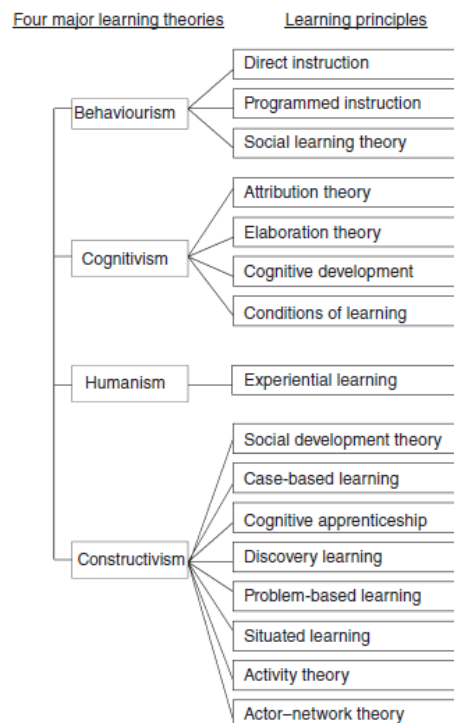 Four major learning theories
Learning principles
Behaviourism
Direct instruction
Programmed instruction
Social learning theory
Cognitivism
Attribution theory
Elaboration theory
Cognitive development
Conditions of learning
Humanism
Experiential learning
Constructivism
Social development theory
Case-based learning
Cognitive apprenticeship
Discovery learning
Problem-based learning
Situated learning
Activity theory
Actor–network theory